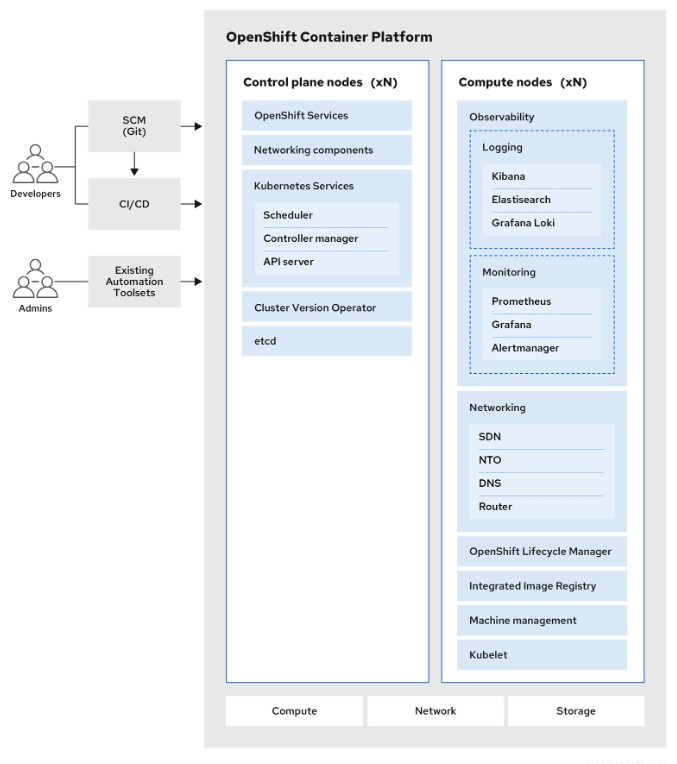 OpenShift Container Platform
Control plane nodes (xN)
OpenShift Services
Networking components
Kubernetes Services
Scheduler
Controller manager
API server
Cluster Version Operator
etcd
Compute nodes (xN)
Observability
Logging
Kibana
Elastisearch
Grafana Loki
Monitoring
Prometheus
Grafana
Alertmanager
Networking
SDN
NTO
DNS
Router
OpenShift Lifecycle Manager
Integrated Image Registry
Machine management
Kubelet
SCM
(Git)
Developers
CI/CD
Existing
Automation
Toolsets
Admins
Compute
Network
Storage